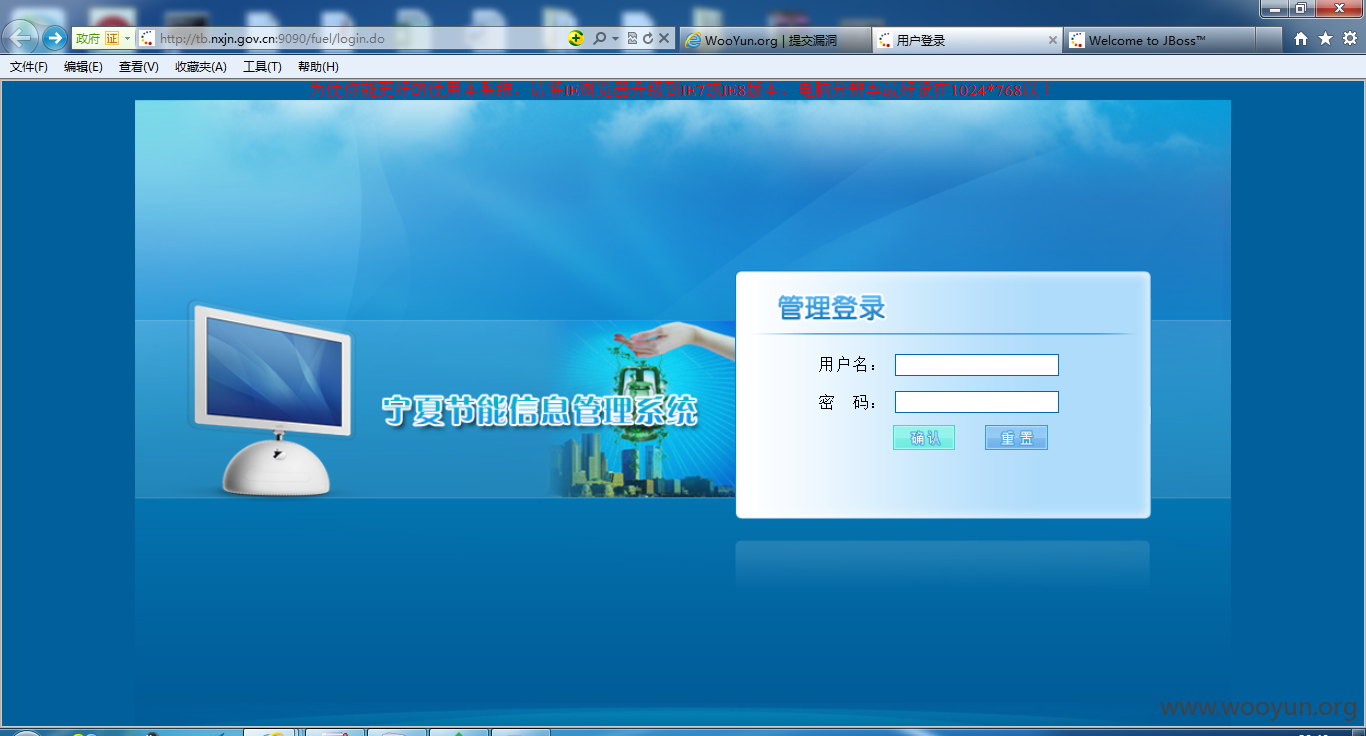 政府 证 http://tb.nxjn.gov.cn:9090/fuel/login.do
WooYun.org | 提交漏洞
用户登录
Welcome to JBoss™
文件(F) 编辑(E) 查看(V) 收藏夹(A) 工具(T) 帮助(H)
1024*768
管理登录
用户名：
密 码：
确认 重置
宁夏节能信息管理系统
www.wooyun.org